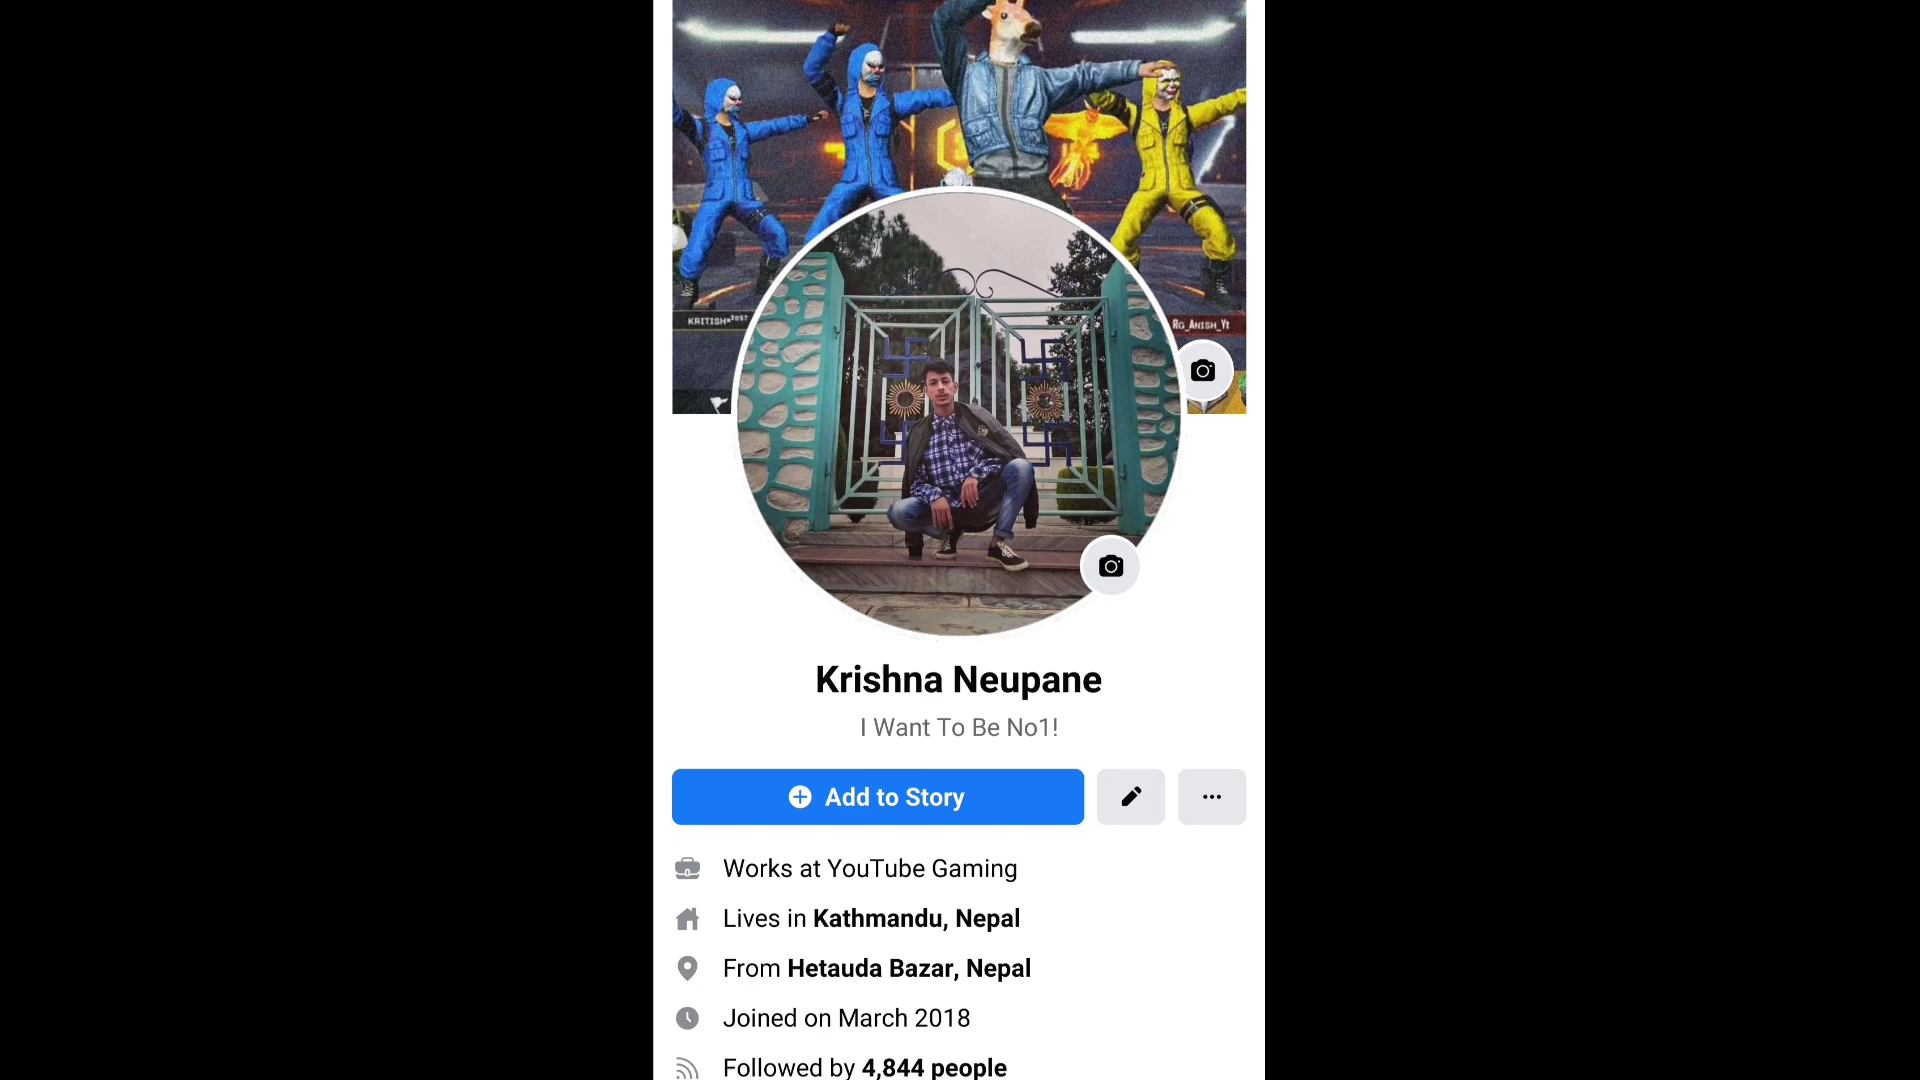 KRITISH
RG_ANISH_YT
Krishna Neupane
I Want To Be No1!
Add to Story
Works at YouTube Gaming
Lives in Kathmandu, Nepal
From Hetauda Bazar, Nepal
Joined on March 2018
Followed by 4,844 people